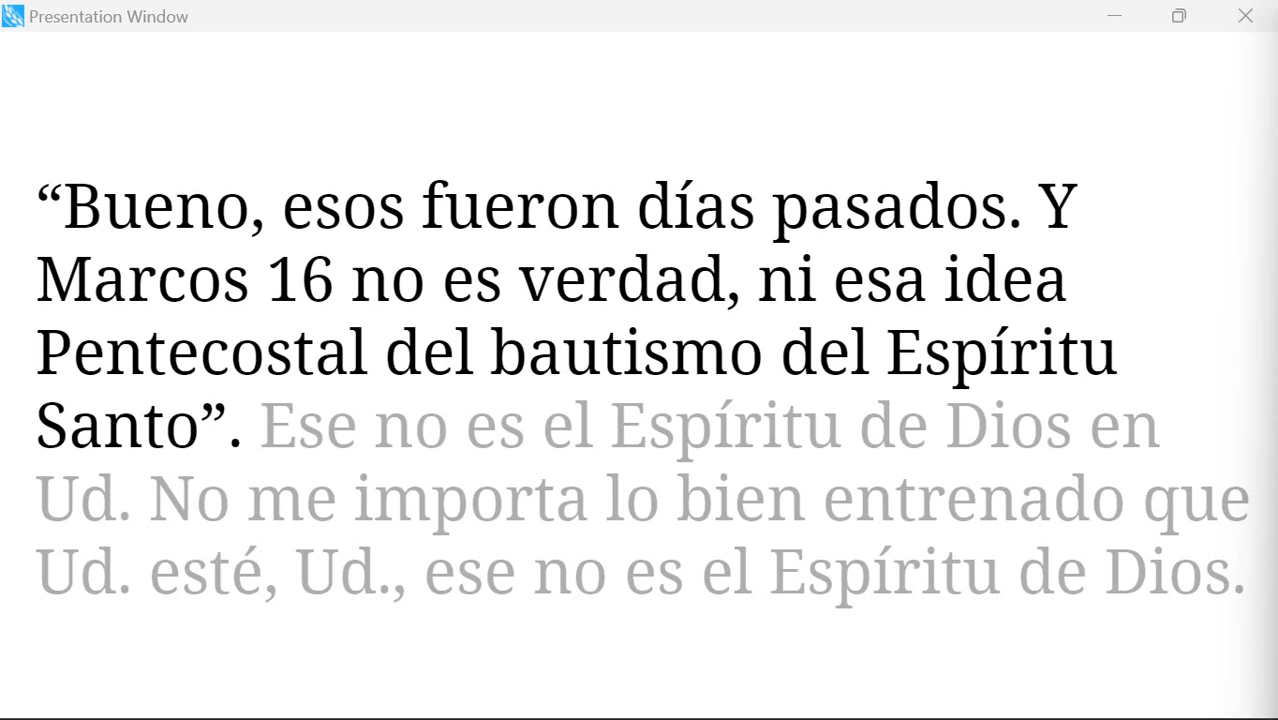 Presentation Window
“Bueno, esos fueron días pasados. Y
Marcos 16 no es verdad, ni esa idea
Pentecostal del bautismo del Espíritu
Santo”. Ese no es el Espíritu de Dios en
Ud. No me importa lo bien entrenado que
Ud. esté, Ud., ese no es el Espíritu de Dios.